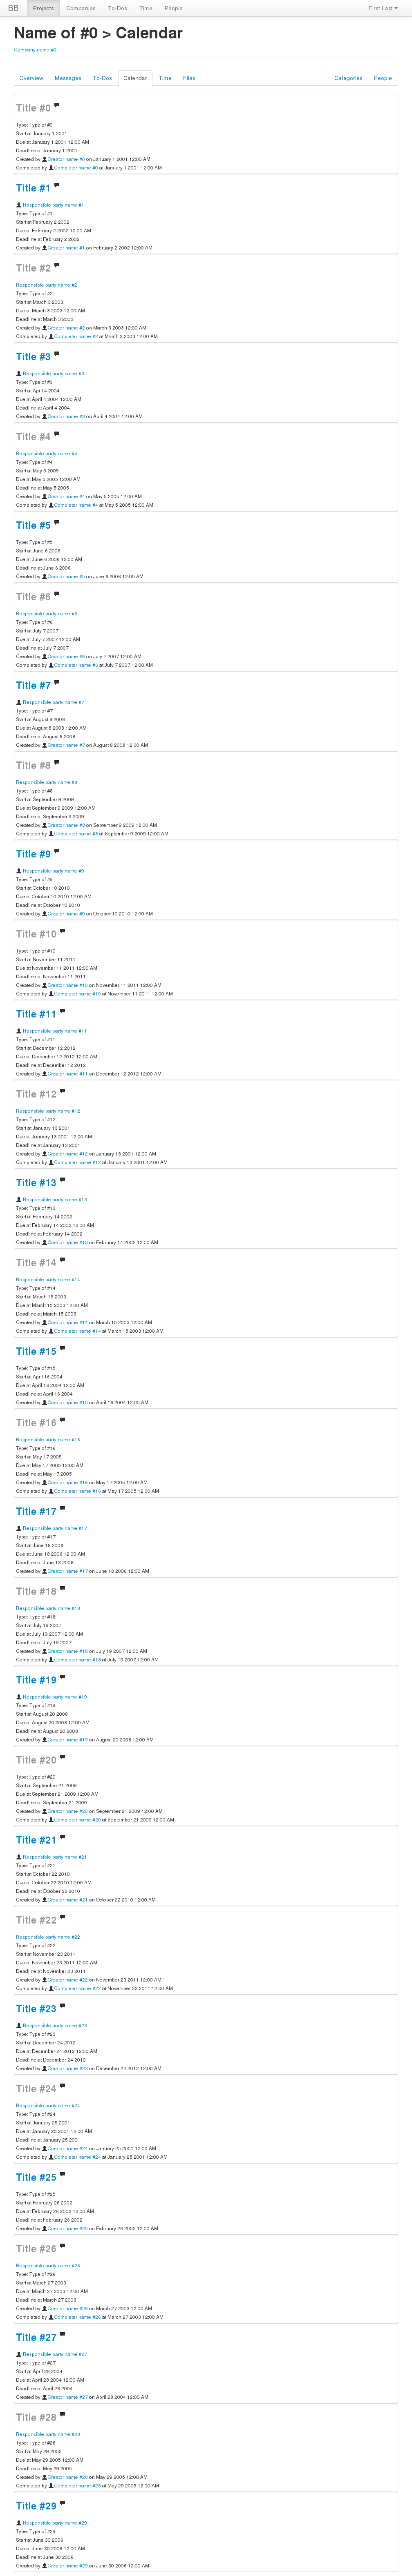 BB Projects Companies To-Dos Time People First Last
Name of #0 > Calendar
Company name #0
Overview Messages To-Dos Calendar Time Files Categories People
Title #0
Type: Type of #0
Start at January 1 2001
Due at January 1 2001 12:00 AM
Deadline at January 1 2001
Created by Creator name #0 on January 1 2001 12:00 AM
Completed by Completer name #0 at January 1 2001 12:00 AM
Title #1
Responsible party name #1
Type: Type of #1
Start at February 2 2002
Due at February 2 2002 12:00 AM
Deadline at February 2 2002
Created by Creator name #1 on February 2 2002 12:00 AM
Title #2
Responsible party name #2
Type: Type of #2
Start at March 3 2003
Due at March 3 2003 12:00 AM
Deadline at March 3 2003
Created by Creator name #2 on March 3 2003 12:00 AM
Completed by Completer name #2 at March 3 2003 12:00 AM
Title #3
Responsible party name #3
Type: Type of #3
Start at April 4 2004
Due at April 4 2004 12:00 AM
Deadline at April 4 2004
Created by Creator name #3 on April 4 2004 12:00 AM
Title #4
Responsible party name #4
Type: Type of #4
Start at May 5 2005
Due at May 5 2005 12:00 AM
Deadline at May 5 2005
Created by Creator name #4 on May 5 2005 12:00 AM
Completed by Completer name #4 at May 5 2005 12:00 AM
Title #5
Type: Type of #5
Start at June 6 2006
Due at June 6 2006 12:00 AM
Deadline at June 6 2006
Created by Creator name #5 on June 6 2006 12:00 AM
Title #6
Responsible party name #6
Type: Type of #6
Start at July 7 2007
Due at July 7 2007 12:00 AM
Deadline at July 7 2007
Created by Creator name #6 on July 7 2007 12:00 AM
Completed by Completer name #6 at July 7 2007 12:00 AM
Title #7
Responsible party name #7
Type: Type of #7
Start at August 8 2008
Due at August 8 2008 12:00 AM
Deadline at August 8 2008
Created by Creator name #7 on August 8 2008 12:00 AM
Title #8
Responsible party name #8
Type: Type of #8
Start at September 9 2009
Due at September 9 2009 12:00 AM
Deadline at September 9 2009
Created by Creator name #8 on September 9 2009 12:00 AM
Completed by Completer name #8 at September 9 2009 12:00 AM
Title #9
Responsible party name #9
Type: Type of #9
Start at October 10 2010
Due at October 10 2010 12:00 AM
Deadline at October 10 2010
Created by Creator name #9 on October 10 2010 12:00 AM
Title #10
Type: Type of #10
Start at November 11 2011
Due at November 11 2011 12:00 AM
Deadline at November 11 2011
Created by Creator name #10 on November 11 2011 12:00 AM
Completed by Completer name #10 at November 11 2011 12:00 AM
Title #11
Responsible party name #11
Type: Type of #11
Start at December 12 2012
Due at December 12 2012 12:00 AM
Deadline at December 12 2012
Created by Creator name #11 on December 12 2012 12:00 AM
Title #12
Responsible party name #12
Type: Type of #12
Start at January 13 2001
Due at January 13 2001 12:00 AM
Deadline at January 13 2001
Created by Creator name #12 on January 13 2001 12:00 AM
Completed by Completer name #12 at January 13 2001 12:00 AM
Title #13
Responsible party name #13
Type: Type of #13
Start at February 14 2002
Due at February 14 2002 12:00 AM
Deadline at February 14 2002
Created by Creator name #13 on February 14 2002 12:00 AM
Title #14
Responsible party name #14
Type: Type of #14
Start at March 15 2003
Due at March 15 2003 12:00 AM
Deadline at March 15 2003
Created by Creator name #14 on March 15 2003 12:00 AM
Completed by Completer name #14 at March 15 2003 12:00 AM
Title #15
Type: Type of #15
Start at April 16 2004
Due at April 16 2004 12:00 AM
Deadline at April 16 2004
Created by Creator name #15 on April 16 2004 12:00 AM
Title #16
Responsible party name #16
Type: Type of #16
Start at May 17 2005
Due at May 17 2005 12:00 AM
Deadline at May 17 2005
Created by Creator name #16 on May 17 2005 12:00 AM
Completed by Completer name #16 at May 17 2005 12:00 AM
Title #17
Responsible party name #17
Type: Type of #17
Start at June 18 2006
Due at June 18 2006 12:00 AM
Deadline at June 18 2006
Created by Creator name #17 on June 18 2006 12:00 AM
Title #18
Responsible party name #18
Type: Type of #18
Start at July 19 2007
Due at July 19 2007 12:00 AM
Deadline at July 19 2007
Created by Creator name #18 on July 19 2007 12:00 AM
Completed by Completer name #18 at July 19 2007 12:00 AM
Title #19
Responsible party name #19
Type: Type of #19
Start at August 20 2008
Due at August 20 2008 12:00 AM
Deadline at August 20 2008
Created by Creator name #19 on August 20 2008 12:00 AM
Title #20
Type: Type of #20
Start at September 21 2009
Due at September 21 2009 12:00 AM
Deadline at September 21 2009
Created by Creator name #20 on September 21 2009 12:00 AM
Completed by Completer name #20 at September 21 2009 12:00 AM
Title #21
Responsible party name #21
Type: Type of #21
Start at October 22 2010
Due at October 22 2010 12:00 AM
Deadline at October 22 2010
Created by Creator name #21 on October 22 2010 12:00 AM
Title #22
Responsible party name #22
Type: Type of #22
Start at November 23 2011
Due at November 23 2011 12:00 AM
Deadline at November 23 2011
Created by Creator name #22 on November 23 2011 12:00 AM
Completed by Completer name #22 at November 23 2011 12:00 AM
Title #23
Responsible party name #23
Type: Type of #23
Start at December 24 2012
Due at December 24 2012 12:00 AM
Deadline at December 24 2012
Created by Creator name #23 on December 24 2012 12:00 AM
Title #24
Responsible party name #24
Type: Type of #24
Start at January 25 2001
Due at January 25 2001 12:00 AM
Deadline at January 25 2001
Created by Creator name #24 on January 25 2001 12:00 AM
Completed by Completer name #24 at January 25 2001 12:00 AM
Title #25
Type: Type of #25
Start at February 26 2002
Due at February 26 2002 12:00 AM
Deadline at February 26 2002
Created by Creator name #25 on February 26 2002 12:00 AM
Title #26
Responsible party name #26
Type: Type of #26
Start at March 27 2003
Due at March 27 2003 12:00 AM
Deadline at March 27 2003
Created by Creator name #26 on March 27 2003 12:00 AM
Completed by Completer name #26 at March 27 2003 12:00 AM
Title #27
Responsible party name #27
Type: Type of #27
Start at April 28 2004
Due at April 28 2004 12:00 AM
Deadline at April 28 2004
Created by Creator name #27 on April 28 2004 12:00 AM
Title #28
Responsible party name #28
Type: Type of #28
Start at May 29 2005
Due at May 29 2005 12:00 AM
Deadline at May 29 2005
Created by Creator name #28 on May 29 2005 12:00 AM
Completed by Completer name #28 at May 29 2005 12:00 AM
Title #29
Responsible party name #29
Type: Type of #29
Start at June 30 2006
Due at June 30 2006 12:00 AM
Deadline at June 30 2006
Created by Creator name #29 on June 30 2006 12:00 AM